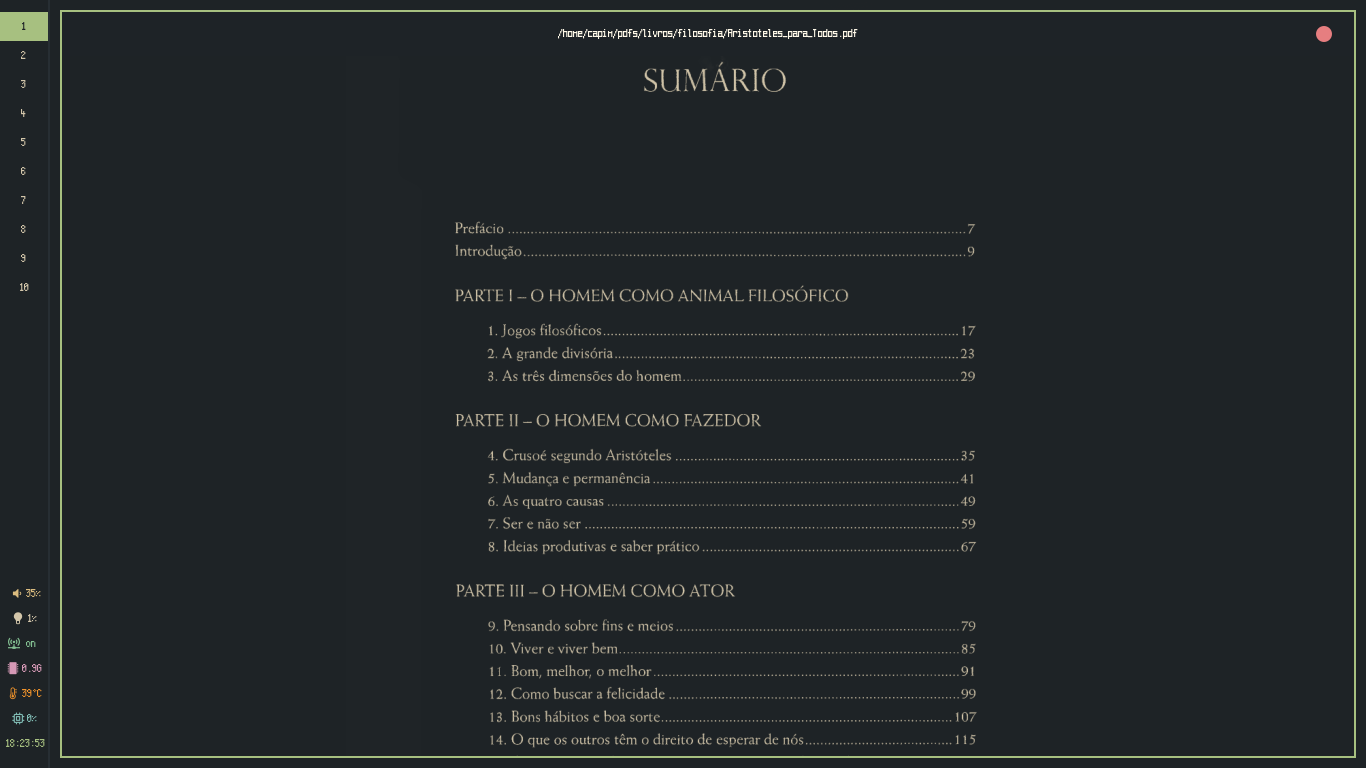 1
2
3
4
5
6
7
8
9
10
35%
1%
on
0.9G
39°C
0%
18:23:53
/home/capim/pdfs/livros/filosofia/Aristoteles_para_Todos.pdf
SUMÁRIO
Prefácio ........ 7
Introdução ........ 9
PARTE I – O HOMEM COMO ANIMAL FILOSÓFICO
1. Jogos filosóficos ........ 17
2. A grande divisória ........ 23
3. As três dimensões do homem ........ 29
PARTE II – O HOMEM COMO FAZEDOR
4. Crusoé segundo Aristóteles ........ 35
5. Mudança e permanência ........ 41
6. As quatro causas ........ 49
7. Ser e não ser ........ 59
8. Ideias produtivas e saber prático ........ 67
PARTE III – O HOMEM COMO ATOR
9. Pensando sobre fins e meios ........ 79
10. Viver e viver bem ........ 85
11. Bom, melhor, o melhor ........ 91
12. Como buscar a felicidade ........ 99
13. Bons hábitos e boa sorte ........ 107
14. O que os outros têm o direito de esperar de nós ........ 115